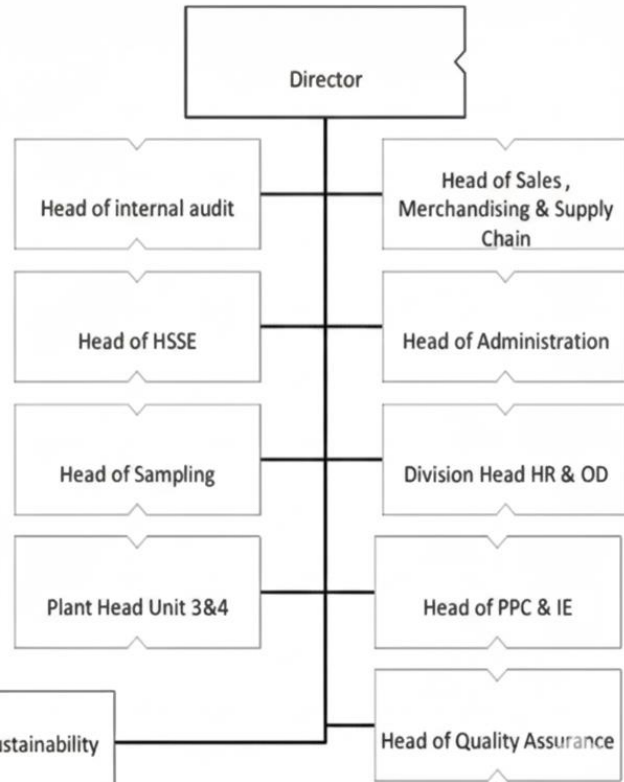 Director
Head of internal audit
Head of Sales ,
Merchandising & Supply
Chain
Head of HSSE
Head of Administration
Head of Sampling
Division Head HR & OD
Plant Head Unit 3&4
Head of PPC & IE
Head of Quality Assurance